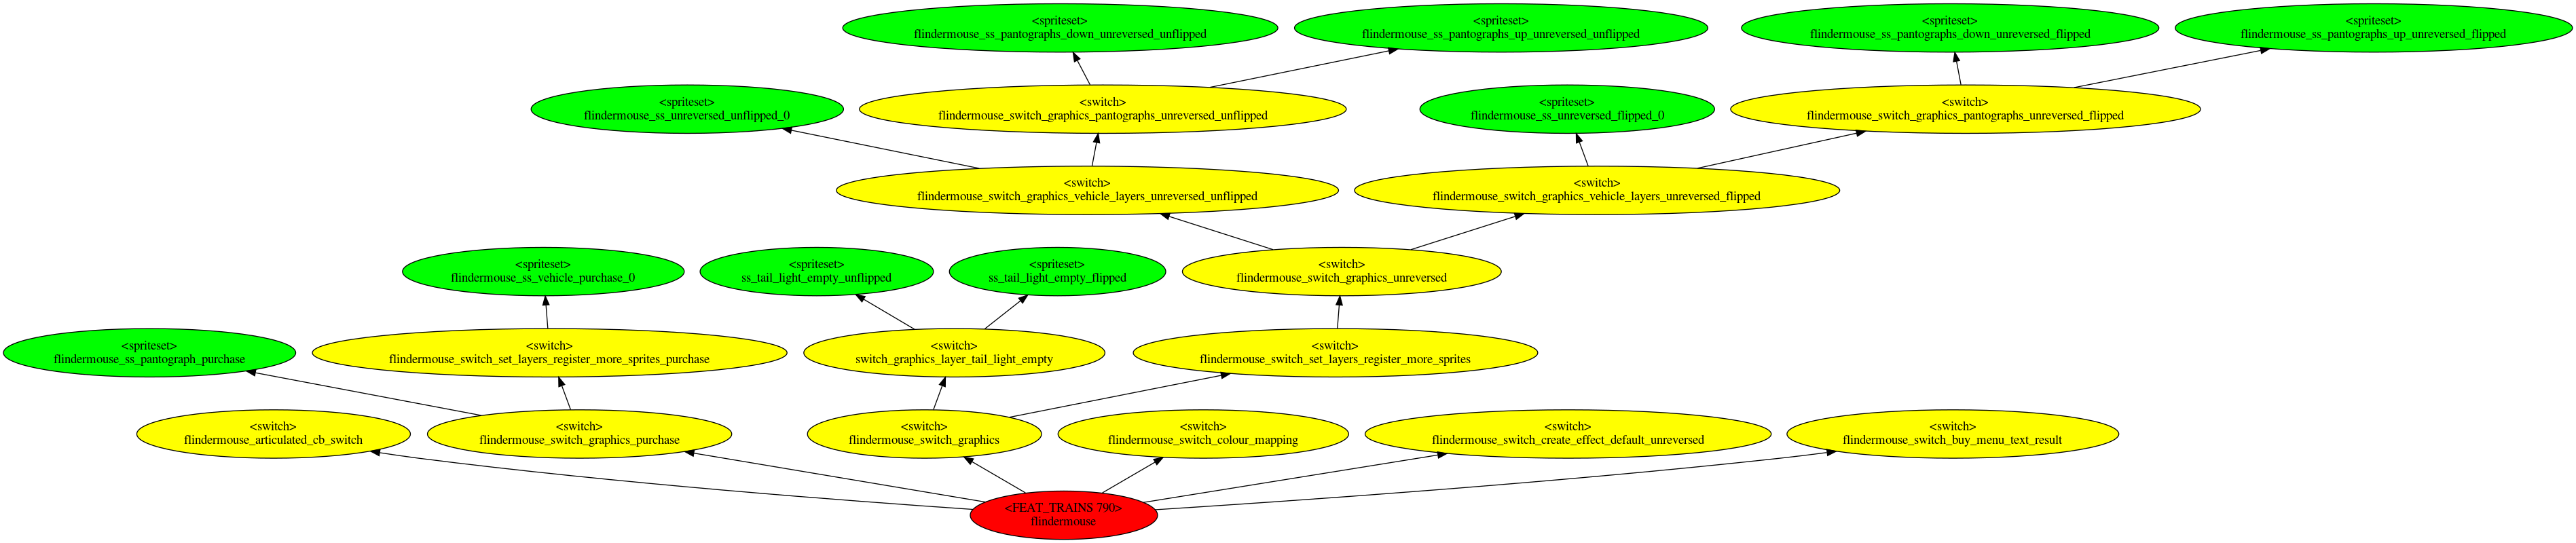 <spriteset>
flindermouse_ss_pantographs_down_unreversed_unflipped
<spriteset>
flindermouse_ss_pantographs_up_unreversed_unflipped
<spriteset>
flindermouse_ss_pantographs_down_unreversed_flipped
<spriteset>
flindermouse_ss_pantographs_up_unreversed_flipped
<spriteset>
flindermouse_ss_unreversed_unflipped_0
<switch>
flindermouse_switch_graphics_pantographs_unreversed_unflipped
<spriteset>
flindermouse_ss_unreversed_flipped_0
<switch>
flindermouse_switch_graphics_pantographs_unreversed_flipped
<switch>
flindermouse_switch_graphics_vehicle_layers_unreversed_unflipped
<switch>
flindermouse_switch_graphics_vehicle_layers_unreversed_flipped
<spriteset>
flindermouse_ss_vehicle_purchase_0
<spriteset>
ss_tail_light_empty_unflipped
<spriteset>
ss_tail_light_empty_flipped
<switch>
flindermouse_switch_graphics_unreversed
<spriteset>
flindermouse_ss_pantograph_purchase
<switch>
flindermouse_switch_set_layers_register_more_sprites_purchase
<switch>
switch_graphics_layer_tail_light_empty
<switch>
flindermouse_switch_set_layers_register_more_sprites
<switch>
flindermouse_articulated_cb_switch
<switch>
flindermouse_switch_graphics_purchase
<switch>
flindermouse_switch_graphics
<switch>
flindermouse_switch_colour_mapping
<switch>
flindermouse_switch_create_effect_default_unreversed
<switch>
flindermouse_switch_buy_menu_text_result
<FEAT_TRAINS 790>
flindermouse